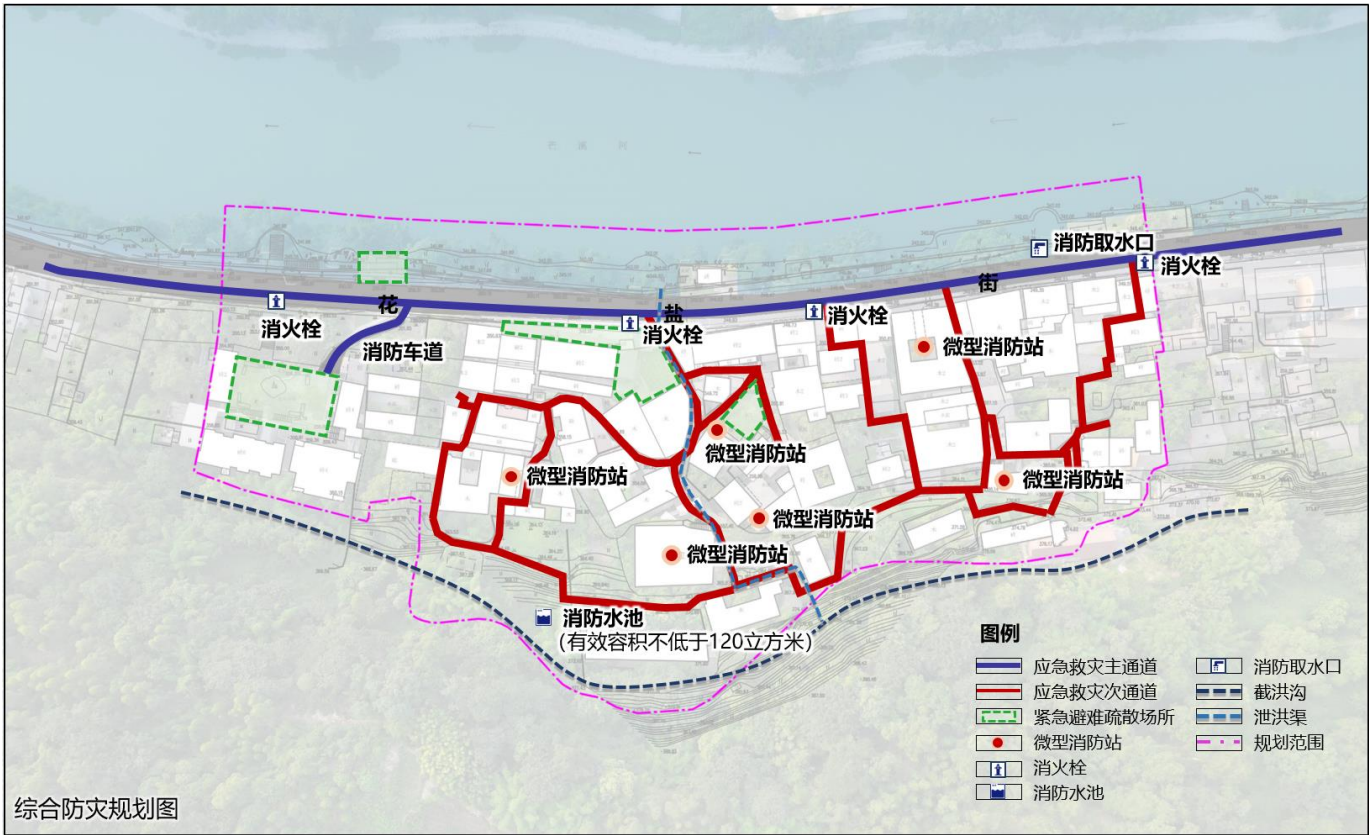 消防取水口
消火栓
街
花
盐
消火栓
消火栓
消火栓
消防车道
微型消防站
微型消防站
微型消防站
微型消防站
微型消防站
微型消防站
消防水池
（有效容积不低于120立方米）
图例
应急救灾主通道
消防取水口
应急救灾次通道
截洪沟
紧急避难疏散场所
泄洪渠
微型消防站
规划范围
消火栓
消防水池
综合防灾规划图